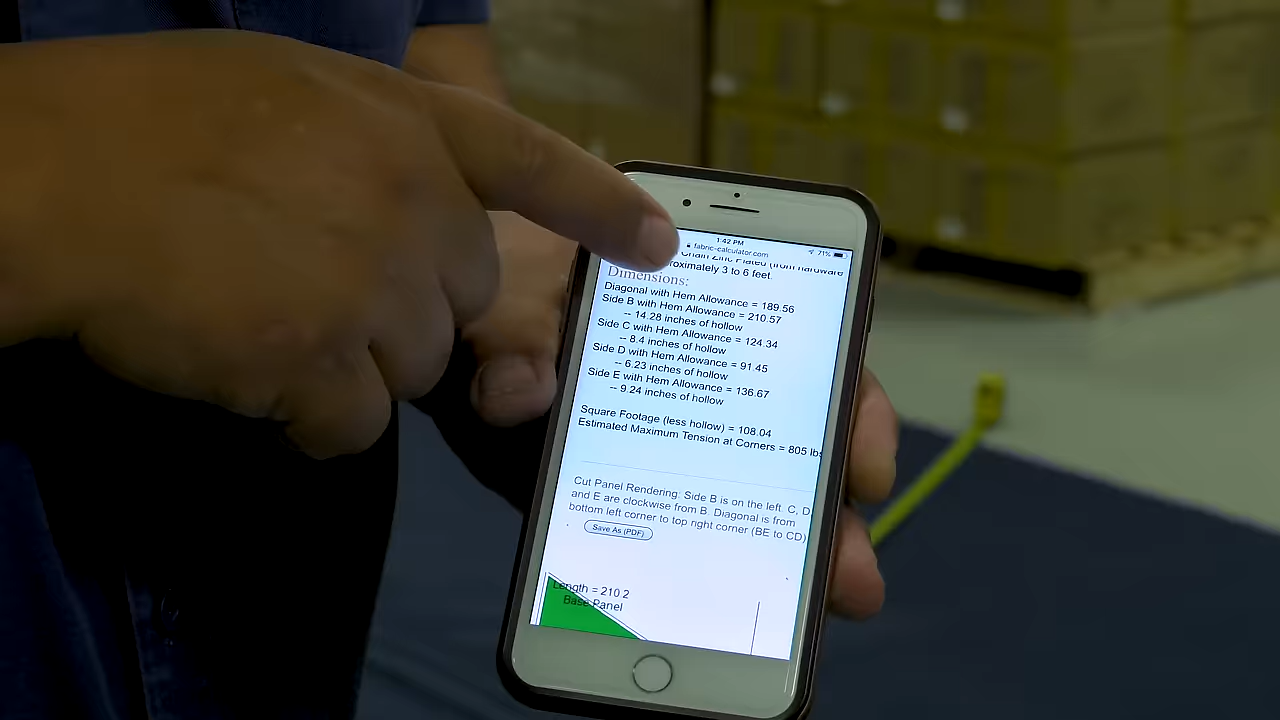 1:42 PM
71%
fabric-calculator.com
Chain Zinc Plated (from hardware
roximately 3 to 6 feet.
Dimensions:
Diagonal with Hem Allowance = 189.56
Side B with Hem Allowance = 210.57
-- 14.28 inches of hollow
Side C with Hem Allowance = 124.34
-- 8.4 inches of hollow
Side D with Hem Allowance = 91.45
-- 6.23 inches of hollow
Side E with Hem Allowance = 136.67
-- 9.24 inches of hollow
Square Footage (less hollow) = 108.04
Estimated Maximum Tension at Corners = 805 lbs
Cut Panel Rendering: Side B is on the left. C, D
and E are clockwise from B. Diagonal is from
bottom left corner to top right corner (BE to CD)
Save As (PDF)
Length = 210 2
Base Panel